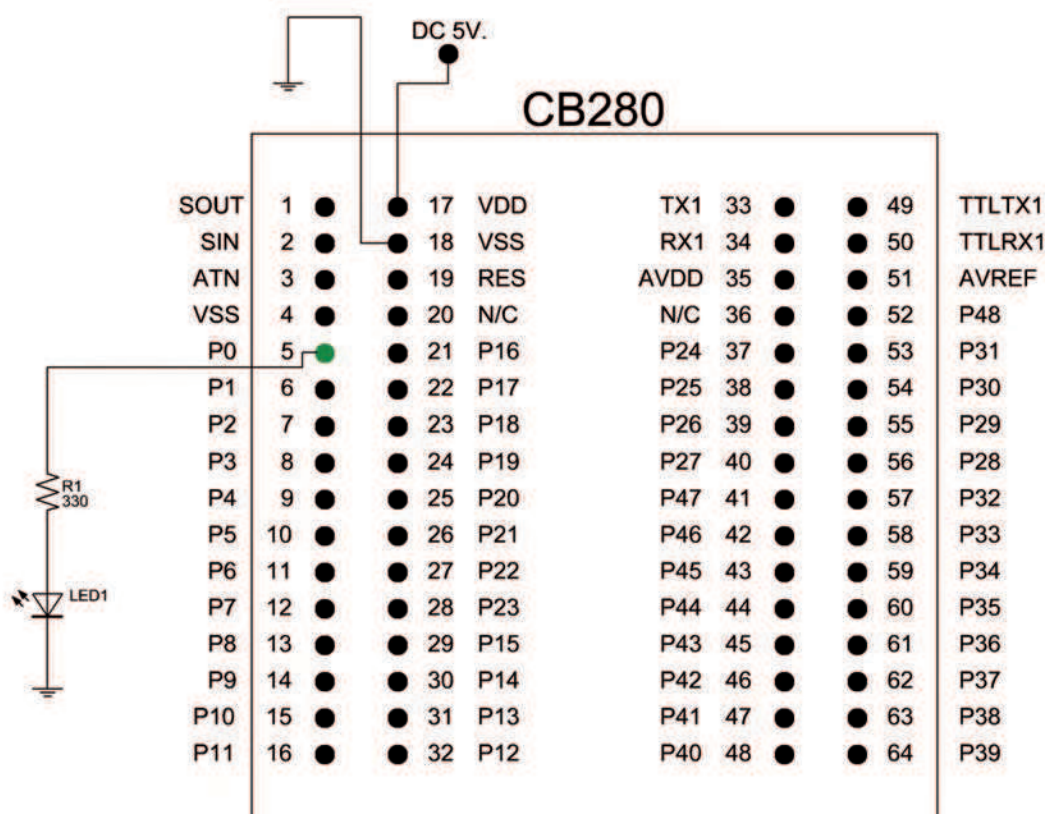 DC 5V.
CB280
SOUT 1 17 VDD TX1 33 49 TTLTX1
SIN 2 18 VSS RX1 34 50 TTLRX1
ATN 3 19 RES AVDD 35 51 AVREF
VSS 4 20 N/C N/C 36 52 P48
P0 5 21 P16 P24 37 53 P31
P1 6 22 P17 P25 38 54 P30
P2 7 23 P18 P26 39 55 P29
P3 8 24 P19 P27 40 56 P28
R1
330
P4 9 25 P20 P47 41 57 P32
P5 10 26 P21 P46 42 58 P33
P6 11 27 P22 P45 43 59 P34
LED1
P7 12 28 P23 P44 44 60 P35
P8 13 29 P15 P43 45 61 P36
P9 14 30 P14 P42 46 62 P37
P10 15 31 P13 P41 47 63 P38
P11 16 32 P12 P40 48 64 P39